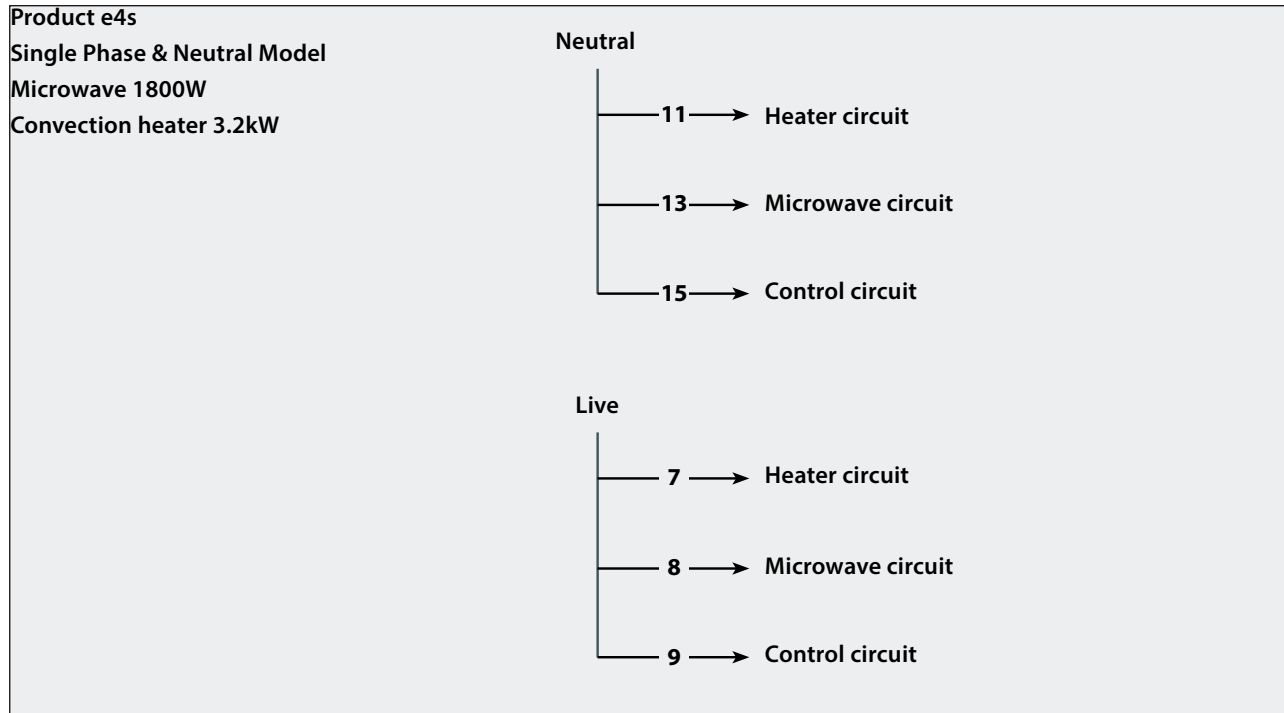 Product e4s
Single Phase & Neutral Model
Microwave 1800W
Convection heater 3.2kW
Neutral
11 Heater circuit
13 Microwave circuit
15 Control circuit
Live
7 Heater circuit
8 Microwave circuit
9 Control circuit